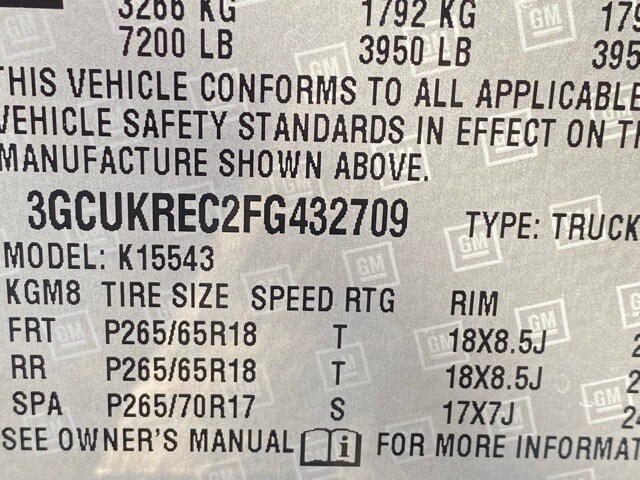 3266 KG 1792 KG
7200 LB 3950 LB 395
THIS VEHICLE CONFORMS TO ALL APPLICABLE
VEHICLE SAFETY STANDARDS IN EFFECT ON
MANUFACTURE SHOWN ABOVE.
3GCUKREC2FG432709 TYPE: TRUCK
MODEL: K15543
KGM8 TIRE SIZE SPEED RTG RIM
FRT P265/65R18 T 18X8.5J
RR P265/65R18 T 18X8.5J
SPA P265/70R17 S 17X7J
SEE OWNER'S MANUAL i FOR MORE INFORMAT
GM